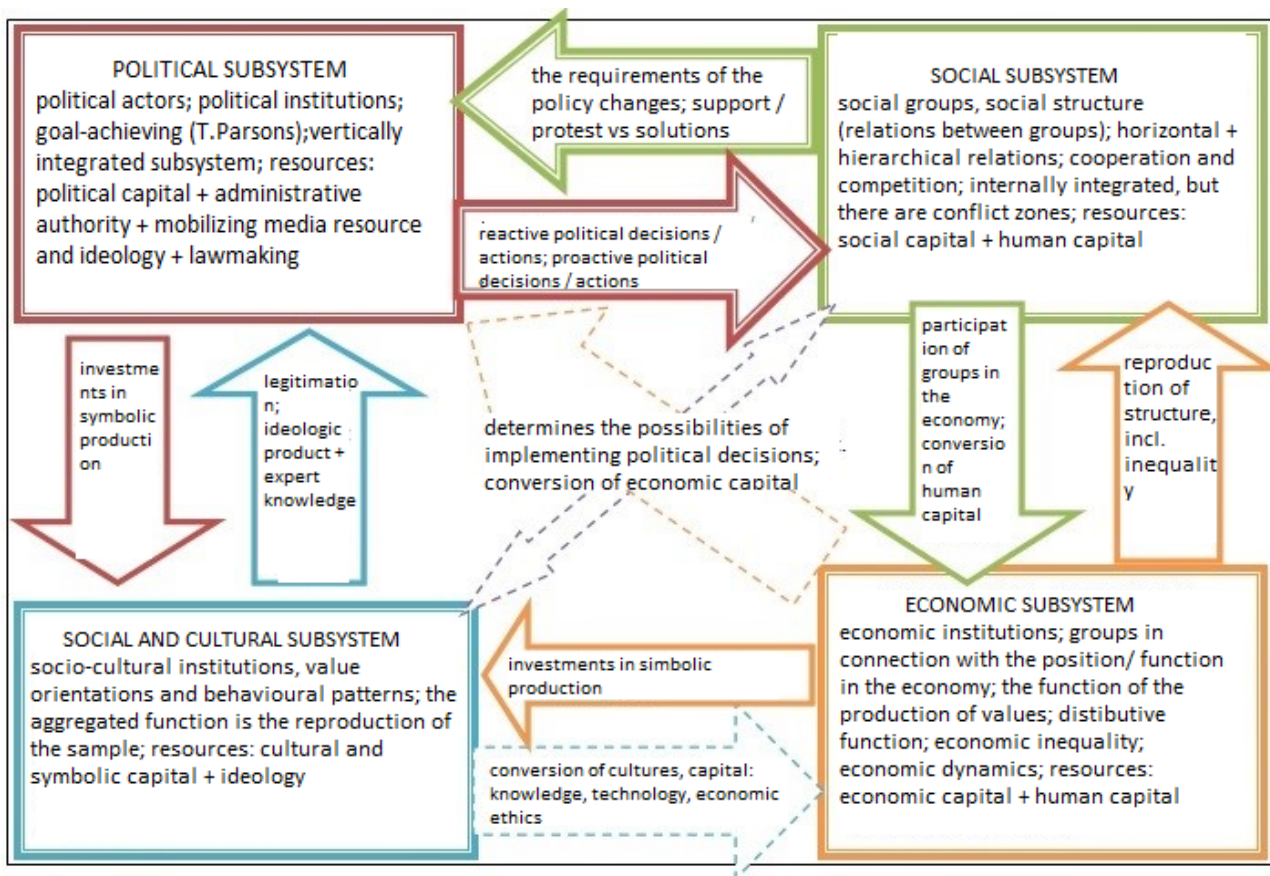 POLITICAL SUBSYSTEM
political actors; political institutions;
goal-achieving (T.Parsons);vertically
integrated subsystem; resources:
political capital + administrative
authority + mobilizing media resource
and ideology + lawmaking
the requirements of the
policy changes; support /
protest vs solutions
reactive political decisions /
actions; proactive political
decisions / actions
SOCIAL SUBSYSTEM
social groups, social structure
(relations between groups); horizontal +
hierarchical relations; cooperation and
competition; internally integrated, but
there are conflict zones; resources:
social capital + human capital
investme
nts in
symbolic
producti
on
legitimatio
n;
ideologic
product +
expert
knowledge
determines the possibilities of
implementing political decisions;
conversion of economic capital
participat
ion of
groups in
the
economy;
conversio
n of
human
capital
reproduc
tion of
structure,
incl.
inequalit
y
SOCIAL AND CULTURAL SUBSYSTEM
socio-cultural institutions, value
orientations and behavioural patterns; the
aggregated function is the reproduction of
the sample; resources: cultural and
symbolic capital + ideology
investments in simbolic
production
conversion of cultures, capital:
knowledge, technology, economic
ethics
ECONOMIC SUBSYSTEM
economic institutions; groups in
connection with the position/ function
in the economy; the function of the
production of values; distibutive
function; economic inequality;
economic dynamics; resources:
economic capital + human capital